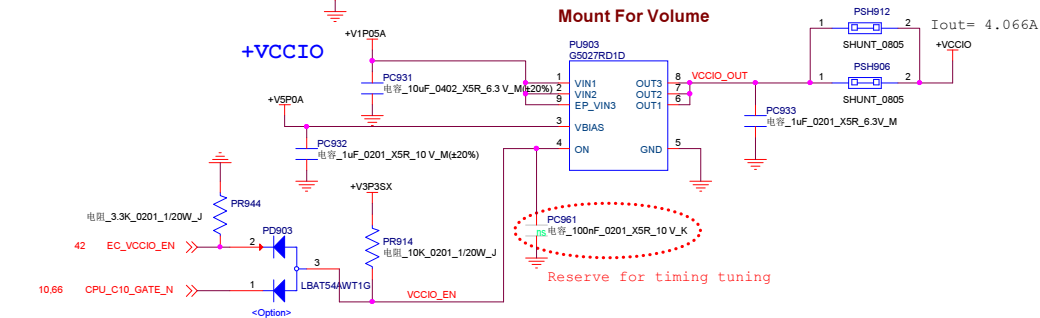 Mount For Volume
PSH912
1 2
Iout= 4.066A
SHUNT_0805
+VCCIO
+V1P05A
+VCCIO
PU903
G5027RD1D
PC931
电容_10uF_0402_X5R_6.3 V_M(±20%)
1 VIN1 OUT3 8
VCCIO_OUT
2 VIN2 OUT2 7
9 EP_VIN3 OUT1 6
PSH906
1 2
SHUNT_0805
+V5P0A
3 VBIAS
PC933
电容_1uF_0201_X5R_6.3V_M
PC932
电容_1uF_0201_X5R_10 V_M(±20%)
4 ON GND 5
+V3P3SX
PR944
电阻_3.3K_0201_1/20W_J
PC961
ns 电容_100nF_0201_X5R_10 V_K
PD903
PR914
电阻_10K_0201_1/20W_J
42 EC_VCCIO_EN
2
3
Reserve for timing tuning
10,66 CPU_C10_GATE_N
1
LBAT54AWT1G
VCCIO_EN
<Option>